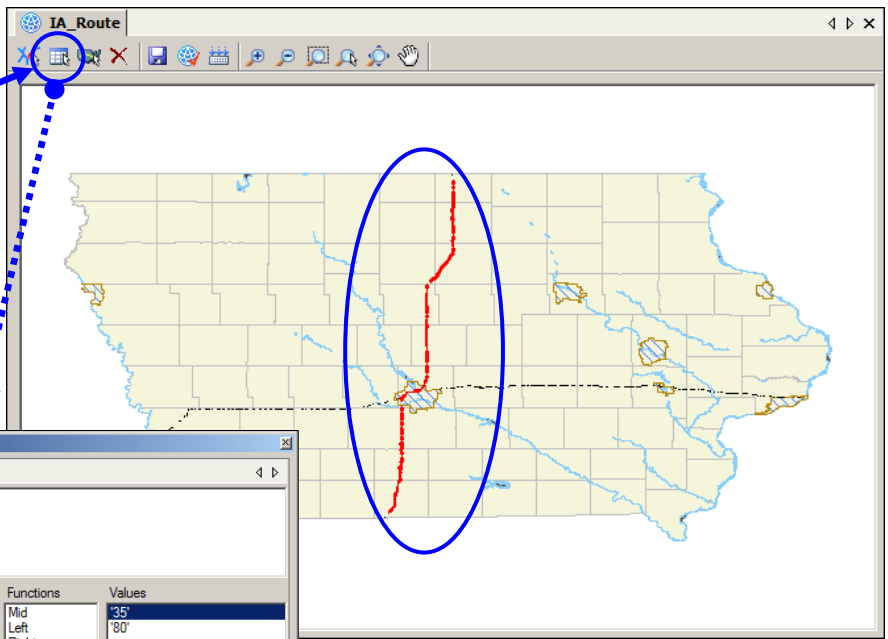 IA_Route
Functions
Values
Mid
'35'
Left
'80'